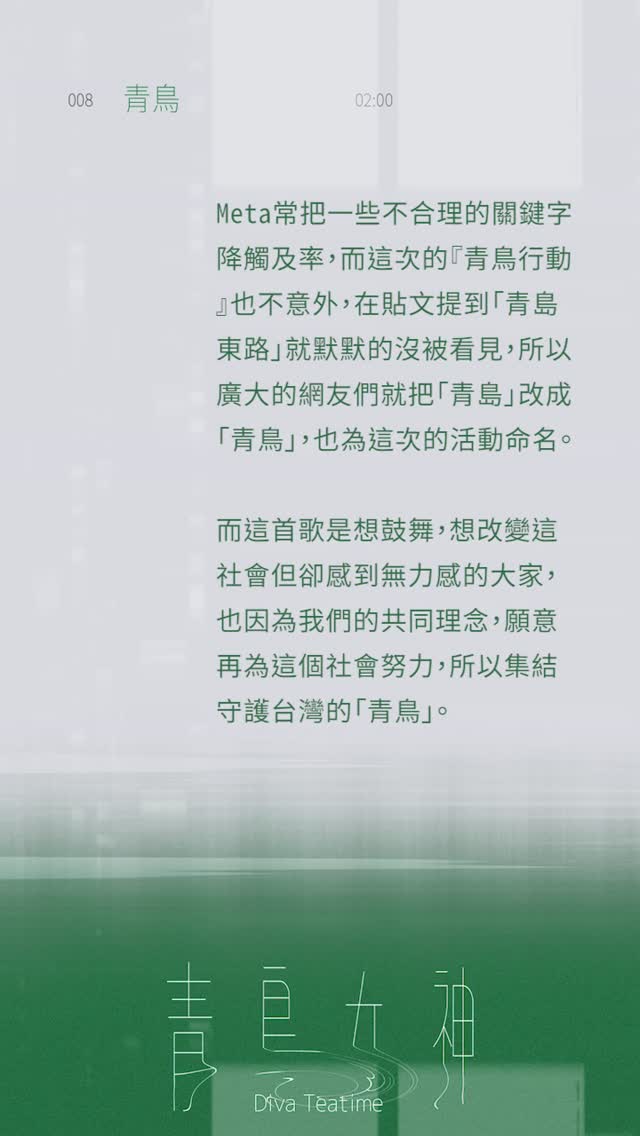 008 青鳥 02:00
Meta常把一些不合理的關鍵字
降觸及率，而這次的『青鳥行動
』也不意外，在貼文提到「青島
東路」就默默的沒被看見，所以
廣大的網友們就把「青島」改成
「青鳥」，也為這次的活動命名。
而這首歌是想鼓舞，想改變這
社會但卻感到無力感的大家，
也因為我們的共同理念，願意
再為這個社會努力，所以集結
守護台灣的「青鳥」。
青鳥女神
Diva Teatime